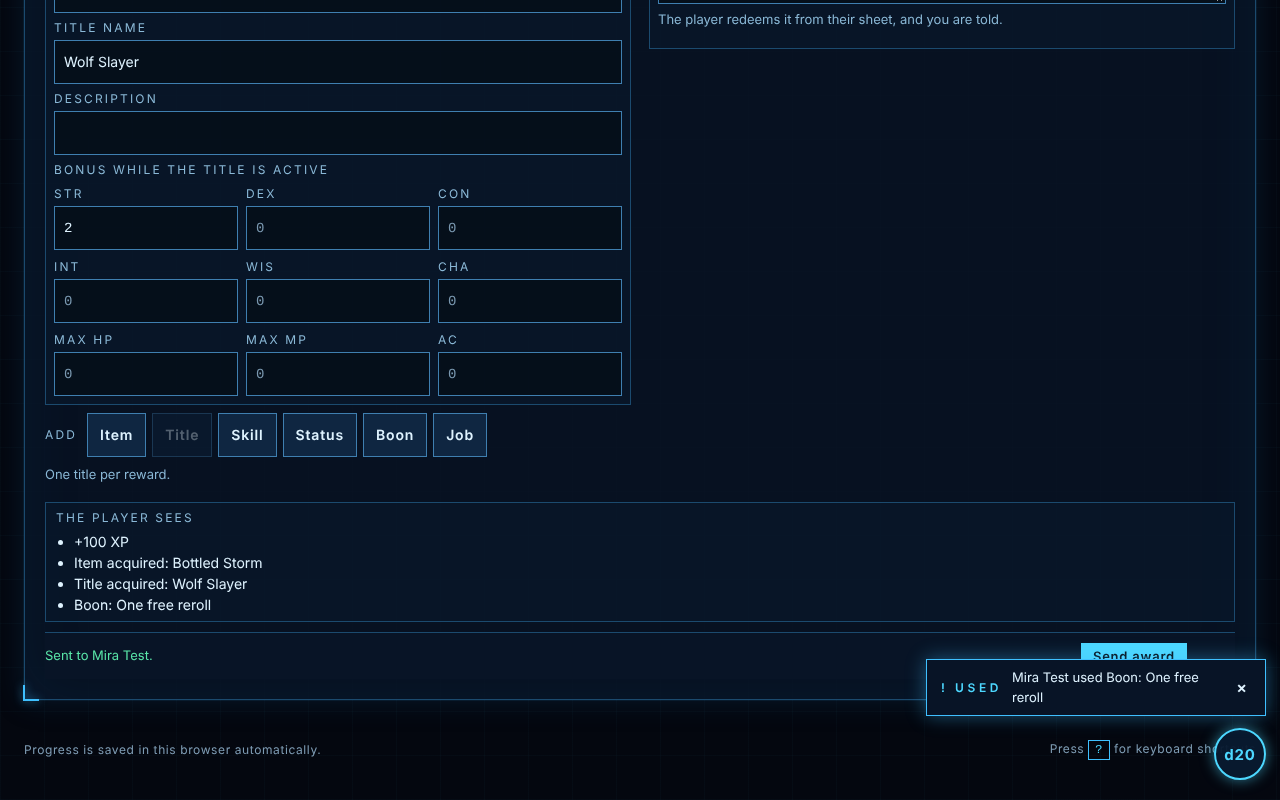 The player redeems it from their sheet, and you are told.
TITLE NAME
Wolf Slayer
DESCRIPTION
BONUS WHILE THE TITLE IS ACTIVE
STR DEX CON
2 0 0
INT WIS CHA
0 0 0
MAX HP MAX MP AC
0 0 0
ADD Item Title Skill Status Boon Job
One title per reward.
THE PLAYER SEES
+100 XP
Item acquired: Bottled Storm
Title acquired: Wolf Slayer
Boon: One free reroll
Sent to Mira Test.
Send award
! USED Mira Test used Boon: One free
reroll
×
Progress is saved in this browser automatically.
Press ? for keyboard
d20